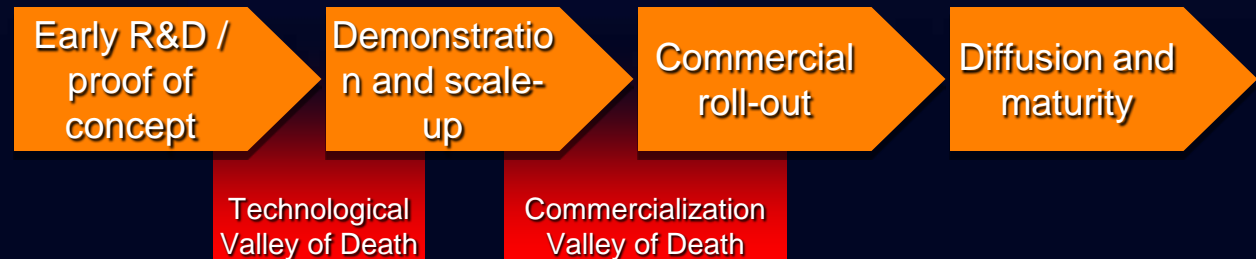 Early R&D /
proof of
concept
Demonstratio
n and scale-
up
Commercial
roll-out
Diffusion and
maturity
Technological
Valley of Death
Commercialization
Valley of Death